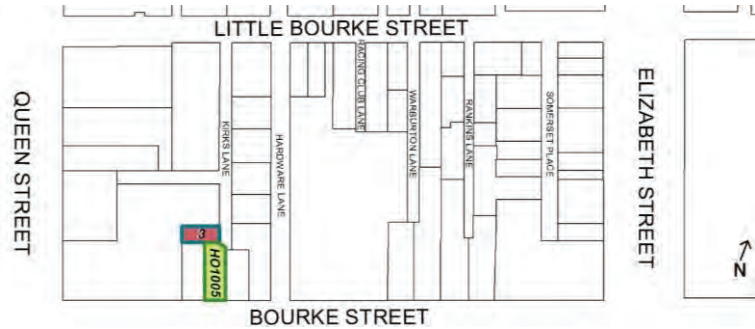 LITTLE BOURKE STREET
QUEEN STREET
KIRKS LANE
HARDWARE LANE
RACING CLUB LANE
WARBURTON LANE
RANKINS LANE
SOMERSET PLACE
ELIZABETH STREET
3
HO1005
N
BOURKE STREET